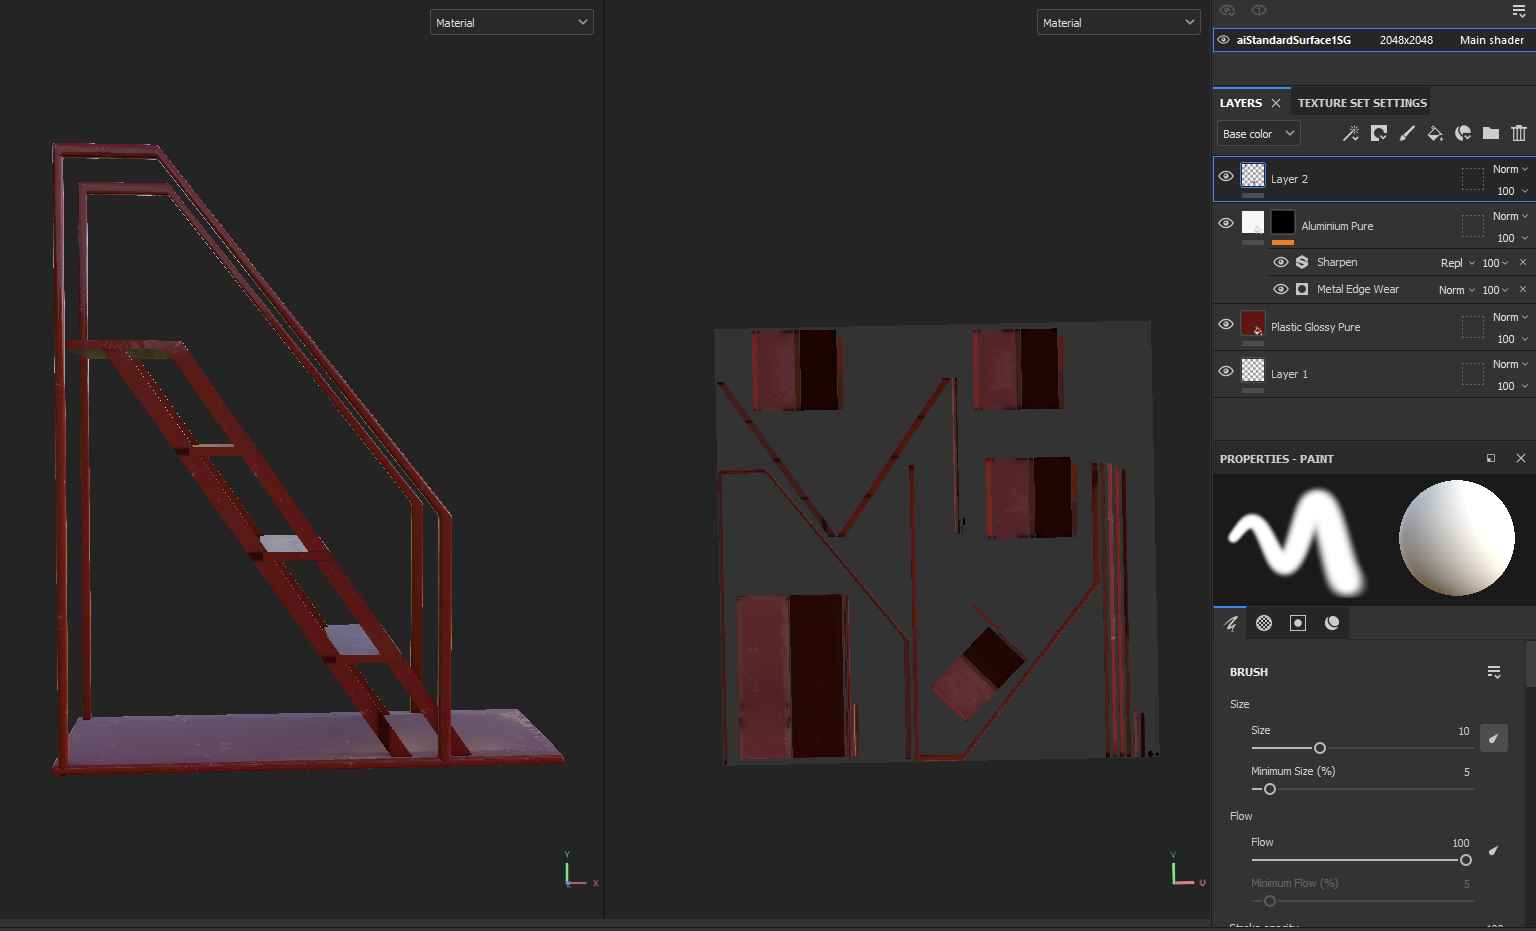 Material
Material
aiStandardSurface1SG 2048x2048 Main shader
LAYERS TEXTURE SET SETTINGS
Base color
Layer 2 Norm
100
Aluminium Pure Norm
100
Sharpen Repl 100
Metal Edge Wear Norm 100
Plastic Glossy Pure Norm
100
Layer 1 Norm
100
PROPERTIES - PAINT
BRUSH
Size
Size 10
Minimum Size (%) 5
Flow
Flow 100
Minimum Flow (%) 5
Y
X
Z
V
U